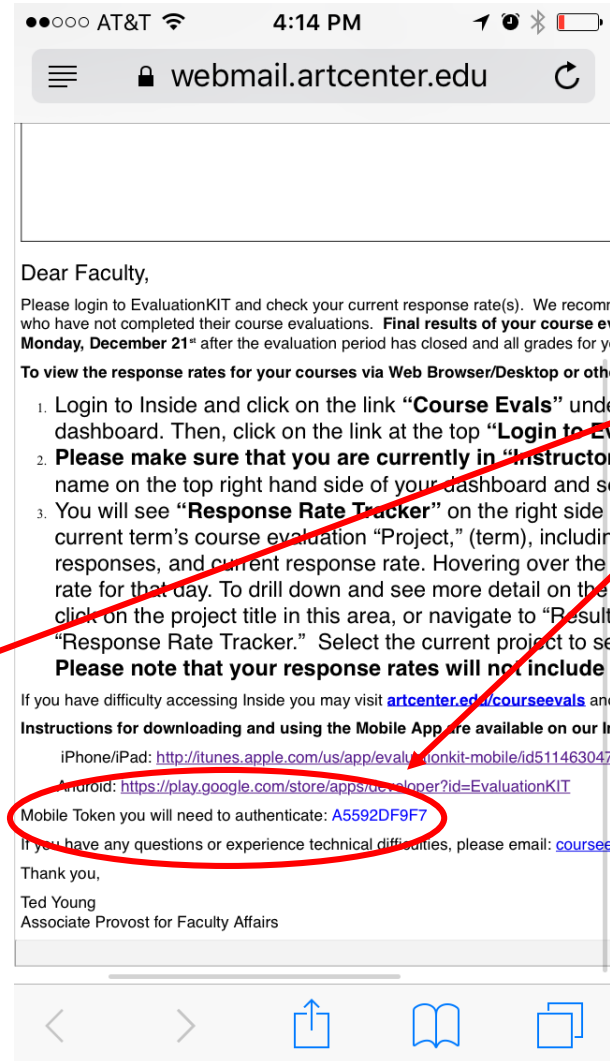 AT&T 4:14 PM
webmail.artcenter.edu
Dear Faculty,
Please login to EvaluationKIT and check your current response rate(s). We
who have not completed their course evaluations. Final results of your course
Monday, December 21st after the evaluation period has closed and all grades for
To view the response rates for your courses via Web Browser/Desktop or
1. Login to Inside and click on the link “Course Evals”
dashboard. Then, click on the link at the top “Login to
2. Please make sure that you are currently in “Instructor
name on the top right hand side of your dashboard and
3. You will see “Response Rate Tracker” on the right side
current term’s course evaluation “Project,” (term),
responses, and current response rate. Hovering over the
rate for that day. To drill down and see more detail on the
click on the project title in this area, or navigate to
“Response Rate Tracker.” Select the current project to
Please note that your response rates will not include
If you have difficulty accessing Inside you may visit artcenter.edu/courseevals
Instructions for downloading and using the Mobile App are available on our
iPhone/iPad: http://itunes.apple.com/us/app/evaluationkit-mobile/id511463047
Android: https://play.google.com/store/apps/developer?id=EvaluationKIT
Mobile Token you will need to authenticate: A5592DF9F7
If you have any questions or experience technical difficulties, please email:
Thank you,
Ted Young
Associate Provost for Faculty Affairs